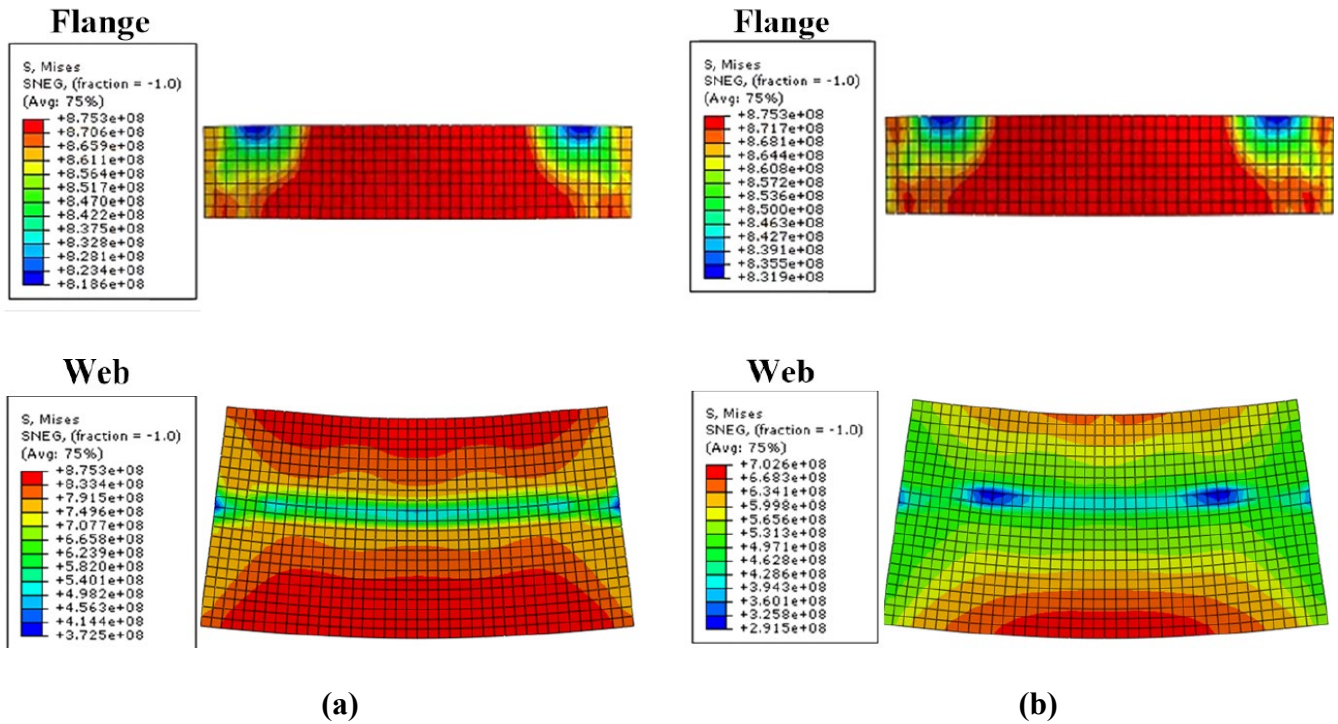 Flange
S, Mises
SNEG, (fraction = -1.0)
(Avg: 75%)
+8.753e+08
+8.706e+08
+8.659e+08
+8.611e+08
+8.564e+08
+8.517e+08
+8.470e+08
+8.422e+08
+8.375e+08
+8.328e+08
+8.281e+08
+8.234e+08
+8.186e+08
Flange
S, Mises
SNEG, (fraction = -1.0)
(Avg: 75%)
+8.753e+08
+8.717e+08
+8.681e+08
+8.644e+08
+8.608e+08
+8.572e+08
+8.536e+08
+8.500e+08
+8.463e+08
+8.427e+08
+8.391e+08
+8.355e+08
+8.319e+08
Web
S, Mises
SNEG, (fraction = -1.0)
(Avg: 75%)
+8.753e+08
+8.334e+08
+7.915e+08
+7.496e+08
+7.077e+08
+6.658e+08
+6.239e+08
+5.820e+08
+5.401e+08
+4.982e+08
+4.563e+08
+4.144e+08
+3.725e+08
Web
S, Mises
SNEG, (fraction = -1.0)
(Avg: 75%)
+7.026e+08
+6.683e+08
+6.341e+08
+5.998e+08
+5.656e+08
+5.313e+08
+4.971e+08
+4.628e+08
+4.286e+08
+3.943e+08
+3.601e+08
+3.258e+08
+2.915e+08
(a)
(b)